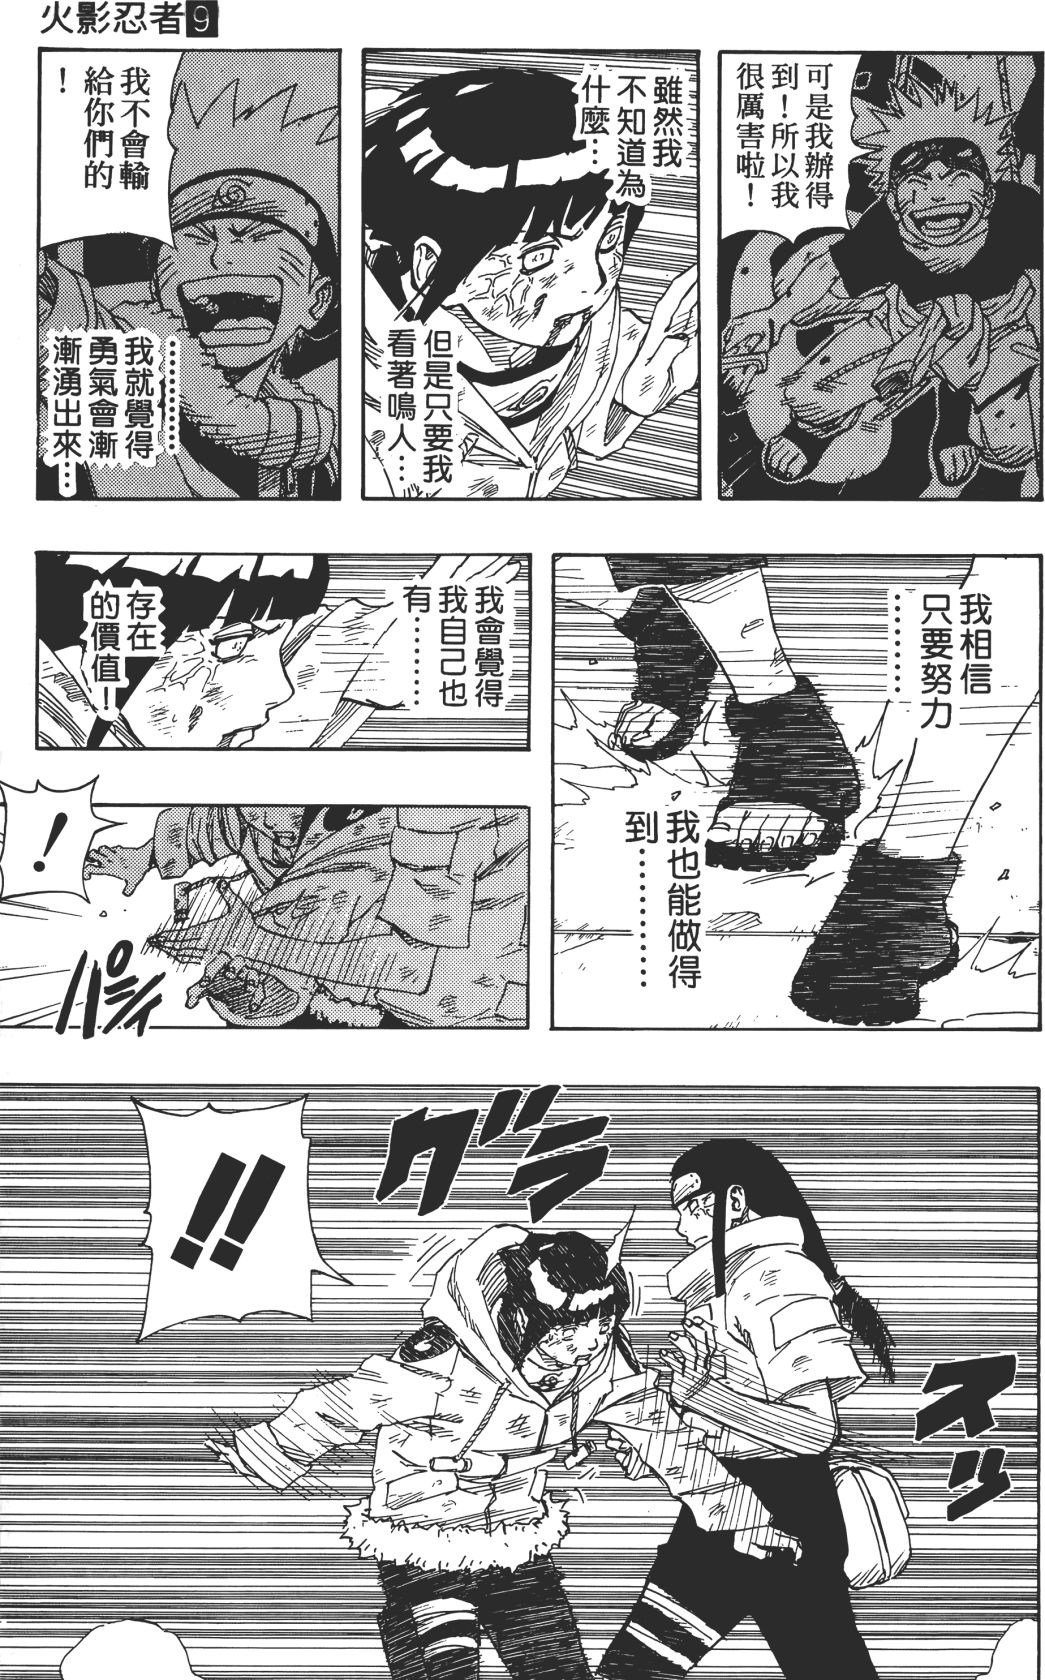 火影忍者9
可是我辦得
到！所以我
很厲害啦！
雖然我
不知道為
什麼…
但是只要我
看著鳴人…
我不會輸
給你們的
！
………
我就覺得
勇氣會漸
漸湧出來…
我相信
只要努力
……
我也能做得
到………
我會覺得
我自己也
有……
存在
的價值！
！
パシィ
グラ
ズッ
！！